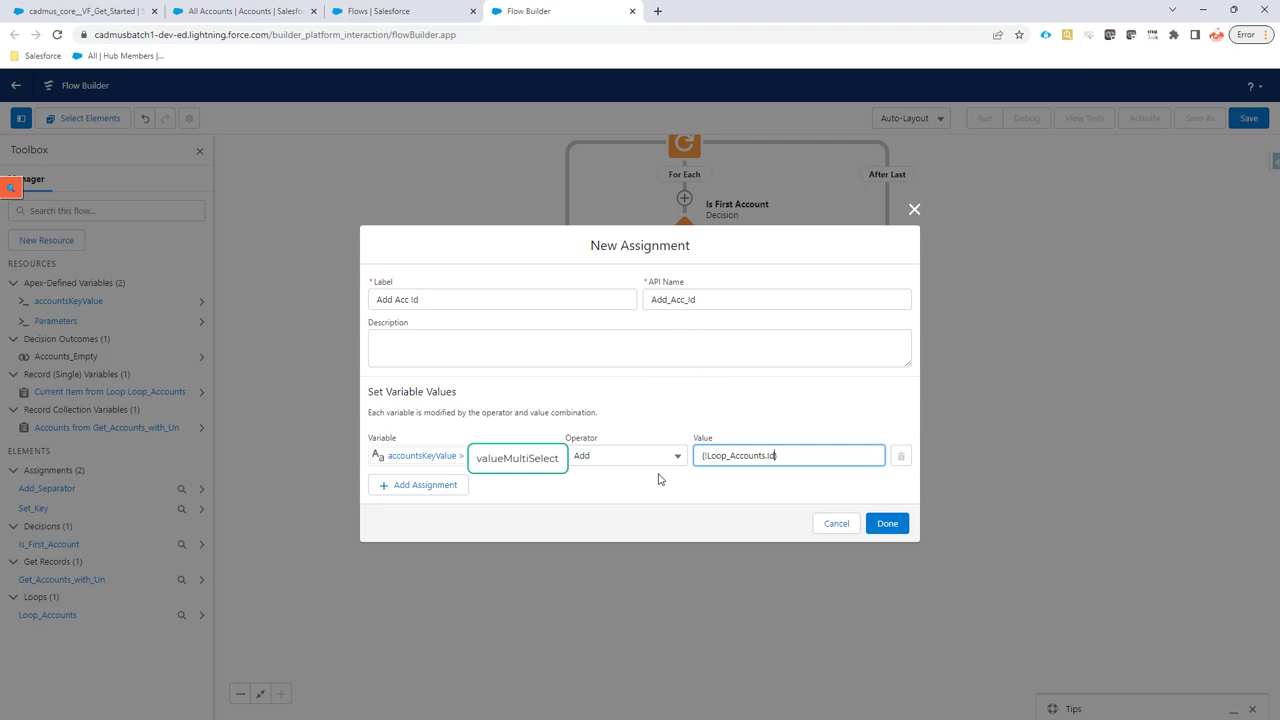 cadmus_core__VF_Get_Started | S
All Accounts | Accounts | Salesfor
Flows | Salesforce
Flow Builder
cadmusbatch1-dev-ed.lightning.force.com/builder_platform_interaction/flowBuilder.app
Error
Salesforce
All | Hub Members |...
Flow Builder
?
Select Elements
Auto-Layout
Run
Debug
View Tests
Activate
Save As
Save
Toolbox
nager
Search this flow...
New Resource
RESOURCES
Apex-Defined Variables (2)
accountsKeyValue
Parameters
Decision Outcomes (1)
Accounts_Empty
Record (Single) Variables (1)
Current Item from Loop Loop_Accounts
Record Collection Variables (1)
Accounts from Get_Accounts_with_Un
ELEMENTS
Assignments (2)
Add_Separator
Set_Key
Decisions (1)
Is_First_Account
Get Records (1)
Get_Accounts_with_Un
Loops (1)
Loop_Accounts
For Each
After Last
Is First Account
Decision
New Assignment
*Label
*API Name
Add Acc Id
Add_Acc_Id
Description
Set Variable Values
Each variable is modified by the operator and value combination.
Variable
Operator
Value
Aa accountsKeyValue >
valueMultiSelect
Add
{!Loop_Accounts.Id}
+ Add Assignment
Cancel
Done
Tips